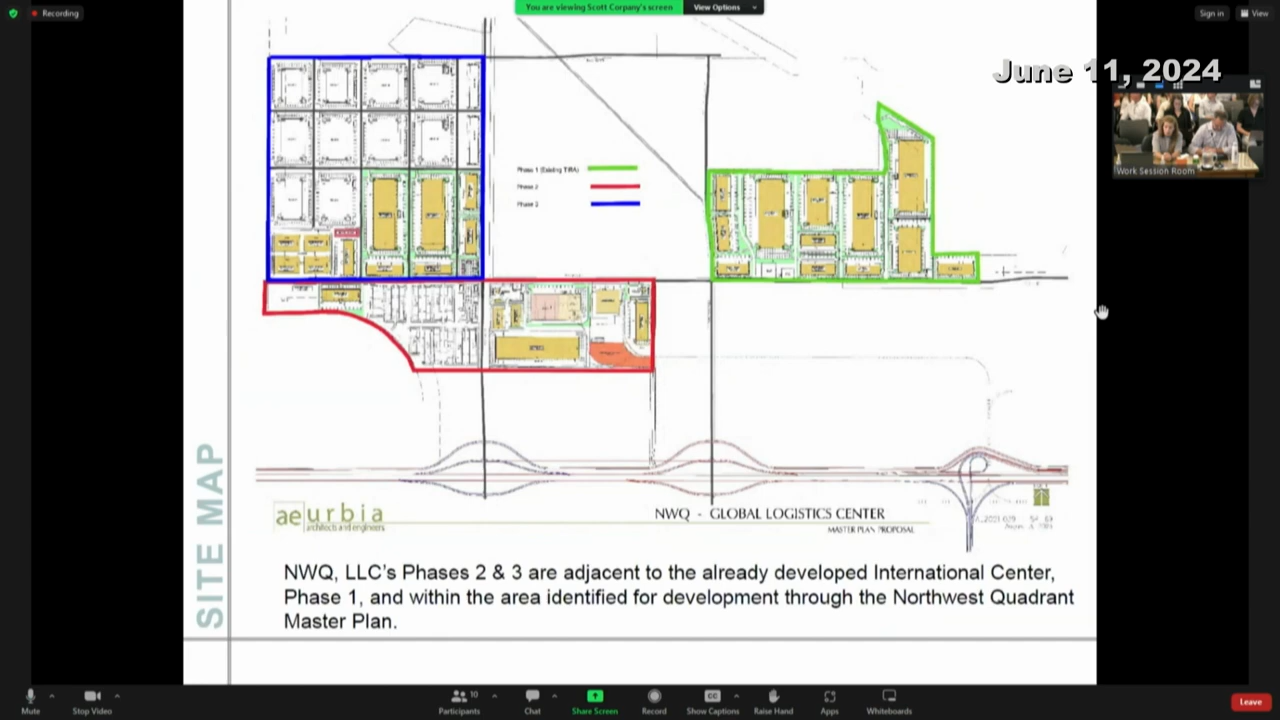 Recording
You are viewing Scott Corpany's screen
View Options
Sign in
View
June 11, 2024
Work Session Room
Phase 1 (Existing TIRA)
Phase 2
Phase 3
SITE MAP
ae urbia
architects and engineers
NWQ - GLOBAL LOGISTICS CENTER
MASTER PLAN PROPOSAL
NWQ, LLC's Phases 2 & 3 are adjacent to the already developed International Center,
Phase 1, and within the area identified for development through the Northwest Quadrant
Master Plan.
Mute
Stop Video
Participants
10
Chat
Share Screen
Record
Show Captions
Raise Hand
Apps
Whiteboards
Leave